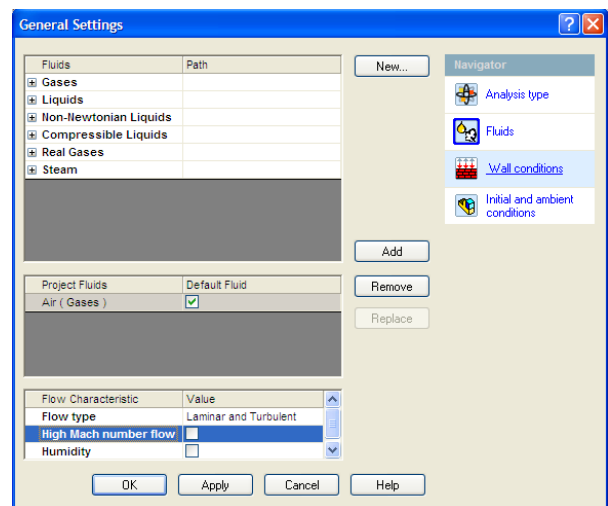 General Settings
Fluids Path
Gases
Liquids
Non-Newtonian Liquids
Compressible Liquids
Real Gases
Steam
New...
Add
Project Fluids Default Fluid
Air ( Gases )
Remove
Replace
Flow Characteristic Value
Flow type Laminar and Turbulent
High Mach number flow
Humidity
OK Apply Cancel Help
Navigator
Analysis type
Fluids
Wall conditions
Initial and ambient
conditions